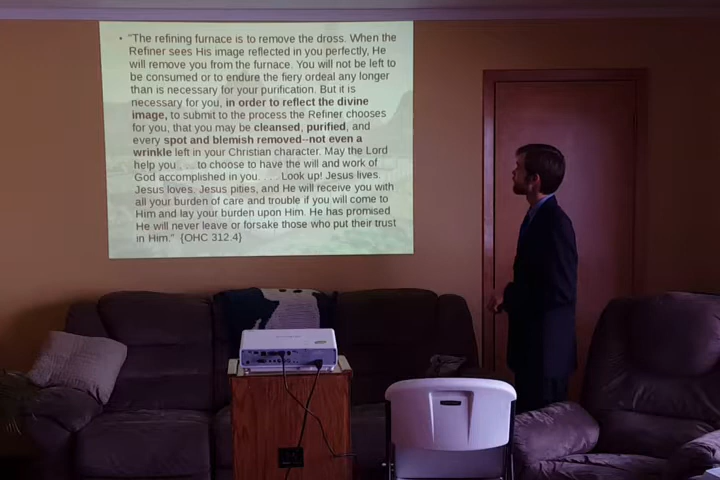 • "The refining furnace is to remove the dross. When the
Refiner sees His image reflected in you perfectly, He
will remove you from the furnace. You will not be left to
be consumed or to endure the fiery ordeal any longer
than is necessary for your purification. But it is
necessary for you, in order to reflect the divine
image, to submit to the process the Refiner chooses
for you, that you may be cleansed, purified, and
every spot and blemish removed--not even a
wrinkle left in your Christian character. May the Lord
help you . . . to choose to have the will and work of
God accomplished in you. . . . Look up! Jesus lives.
Jesus loves. Jesus pities, and He will receive you with
all your burden of care and trouble if you will come to
Him and lay your burden upon Him. He has promised
He will never leave or forsake those who put their trust
in Him." {OHC 312.4}